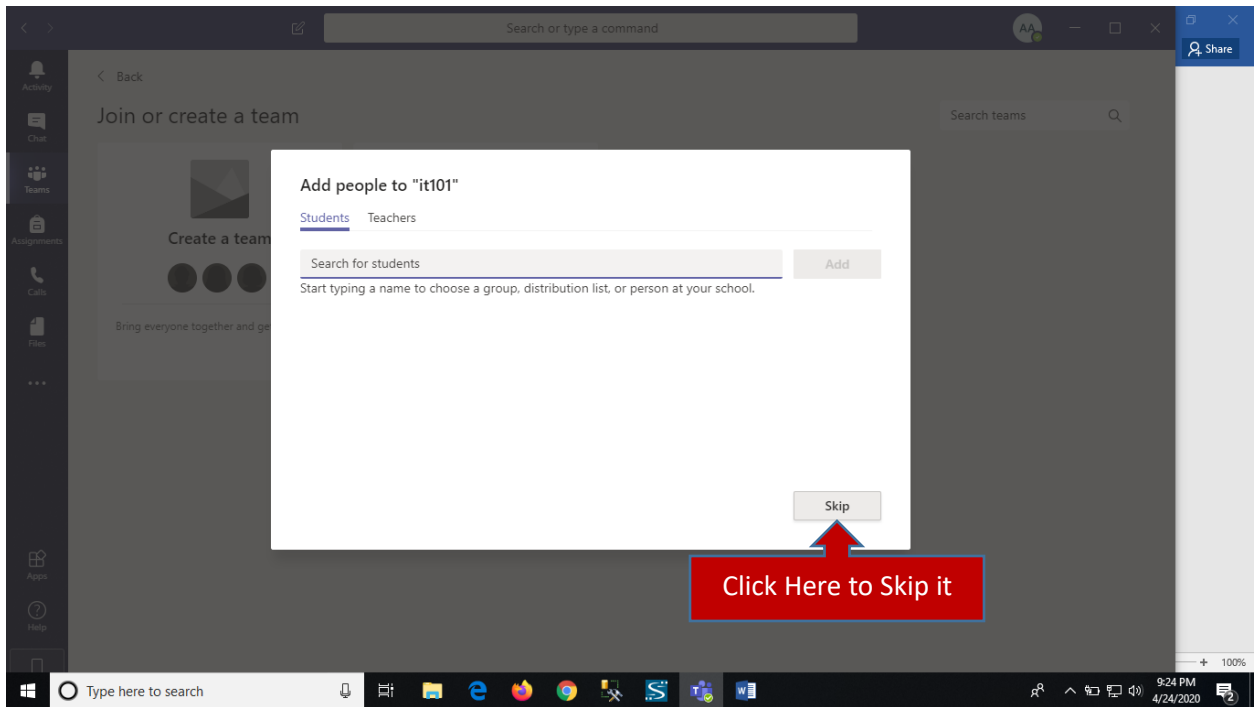 Search or type a command
AA
Share
Activity
Back
Join or create a team
Search teams
Chat
Teams
Add people to "it101"
Students Teachers
Assignments
Create a team
Search for students
Add
Start typing a name to choose a group, distribution list, or person at your school.
Calls
Bring everyone together and ge
Files
Skip
Click Here to Skip it
Apps
Help
100%
Type here to search
9:24 PM
4/24/2020
2